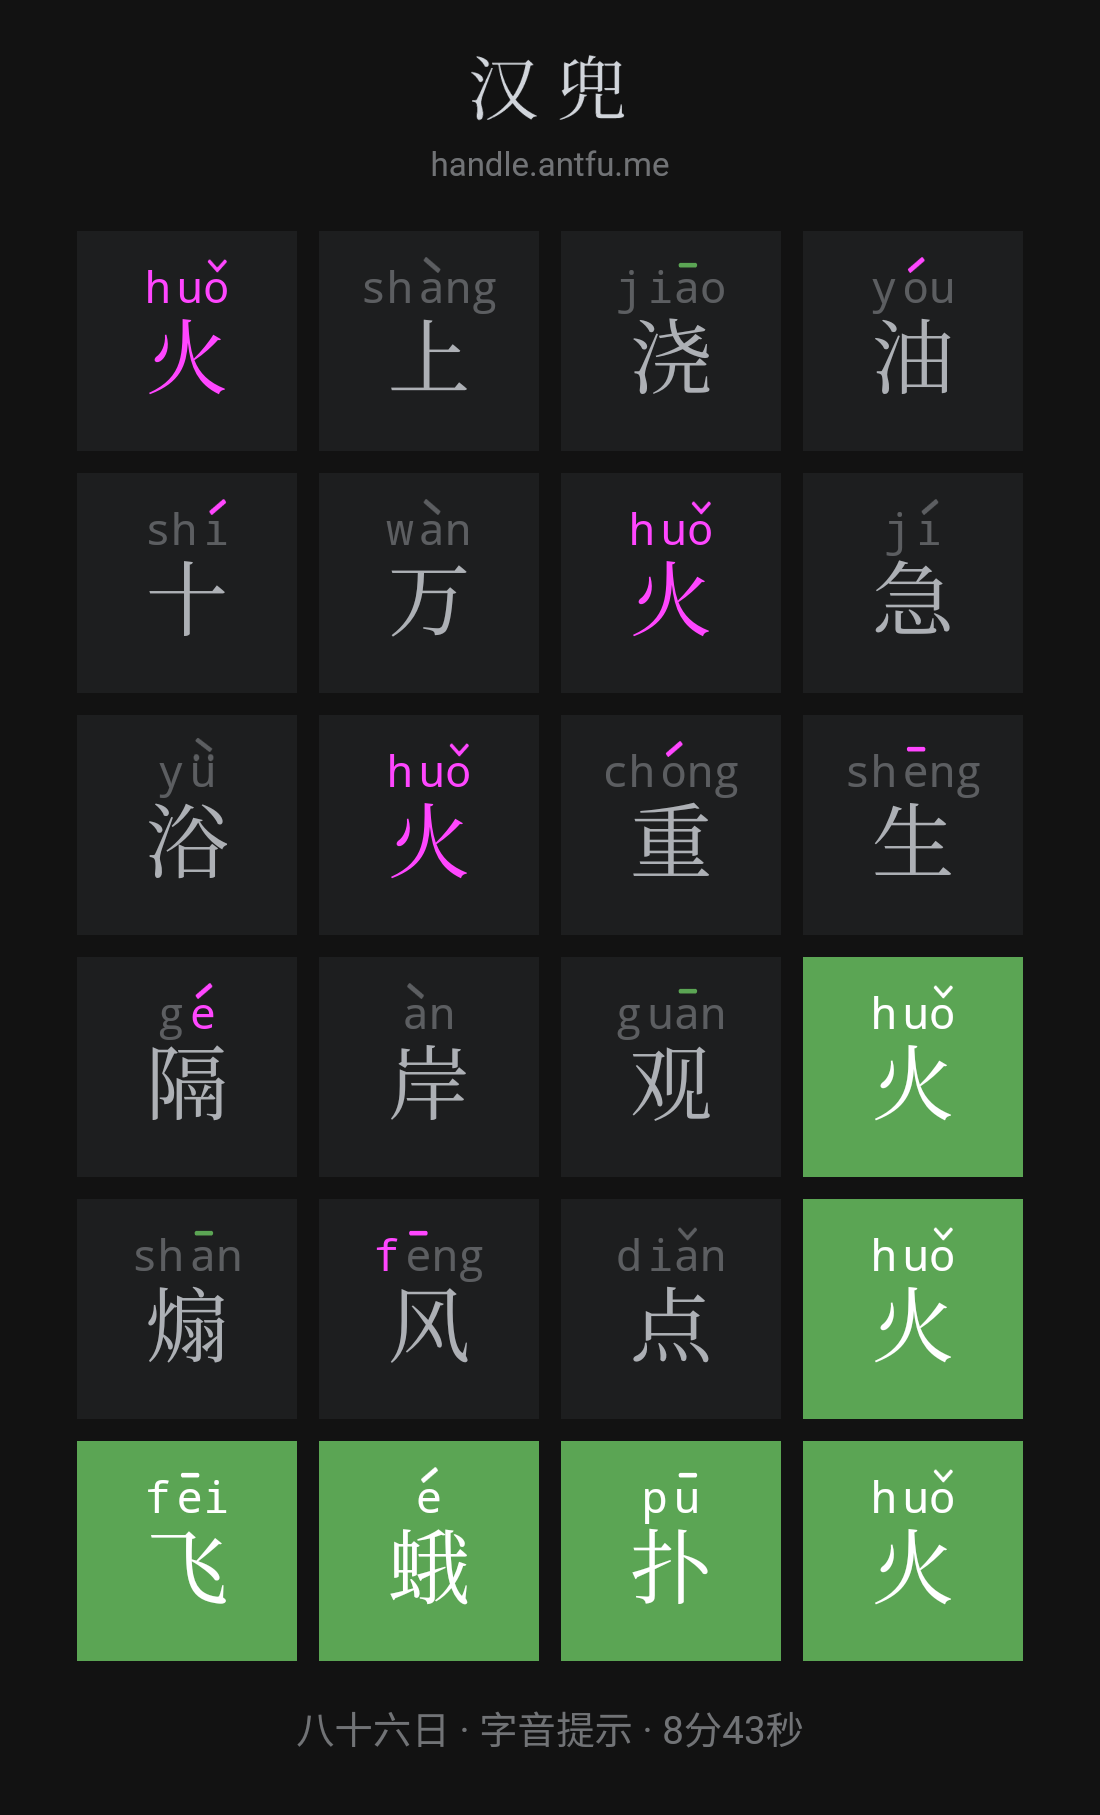 汉兜
handle.antfu.me
huǒ shàng jiāo yóu
火 上 浇 油
shí wàn huǒ jí
十 万 火 急
yù huǒ chóng shēng
浴 火 重 生
gé àn guān huǒ
隔 岸 观 火
shān fēng diǎn huǒ
煽 风 点 火
fēi é pū huǒ
飞 蛾 扑 火
八十六日 · 字音提示 · 8分43秒